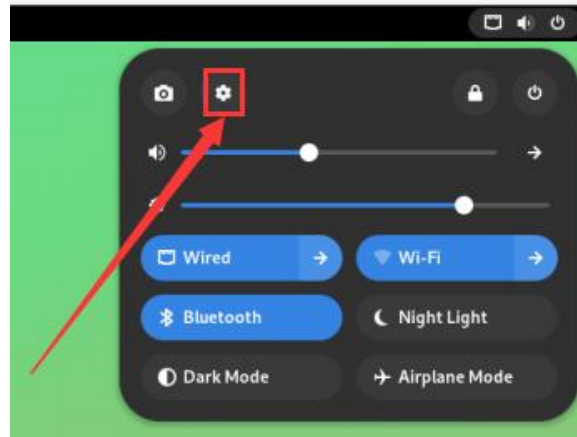 Wired
Wi-Fi
Bluetooth
Night Light
Dark Mode
Airplane Mode